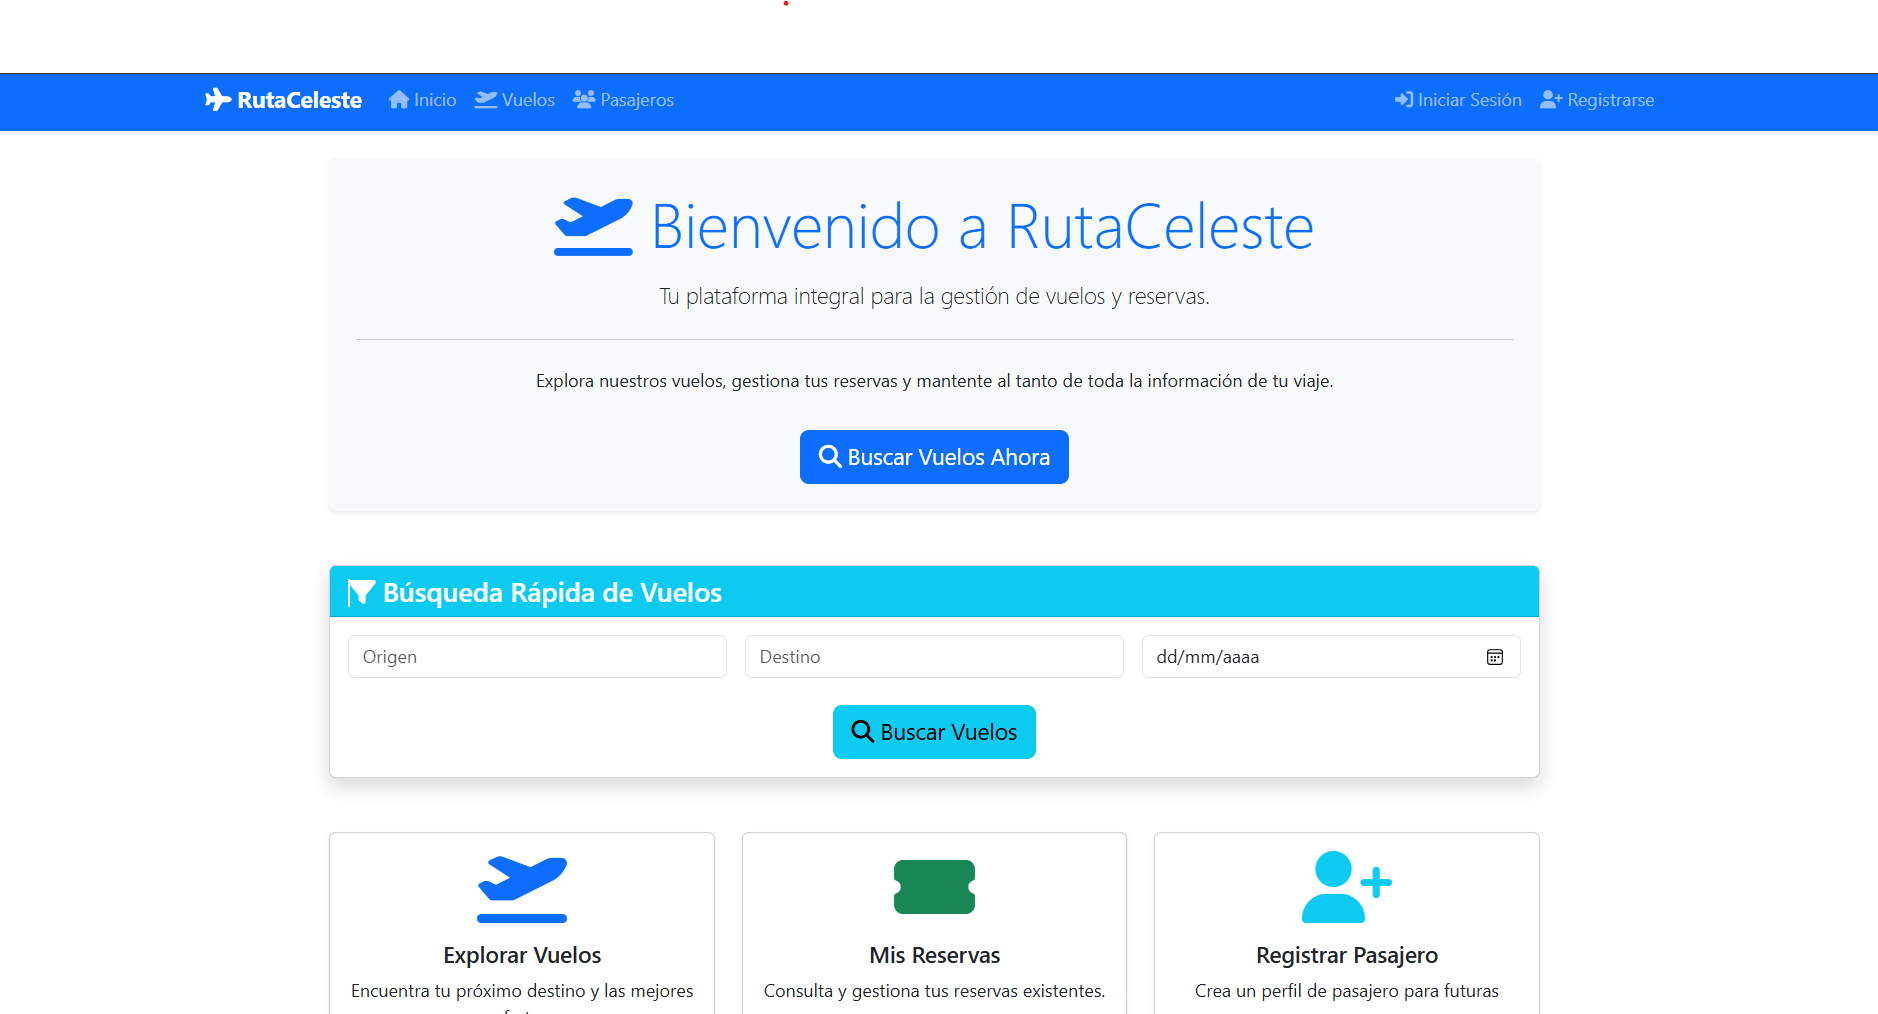 RutaCeleste Inicio Vuelos Pasajeros Iniciar Sesión Registrarse
Bienvenido a RutaCeleste
Tu plataforma integral para la gestión de vuelos y reservas.
Explora nuestros vuelos, gestiona tus reservas y mantente al tanto de toda la información de tu viaje.
Buscar Vuelos Ahora
Búsqueda Rápida de Vuelos
Origen Destino dd/mm/aaaa
Buscar Vuelos
Explorar Vuelos
Encuentra tu próximo destino y las mejores
Mis Reservas
Consulta y gestiona tus reservas existentes.
Registrar Pasajero
Crea un perfil de pasajero para futuras